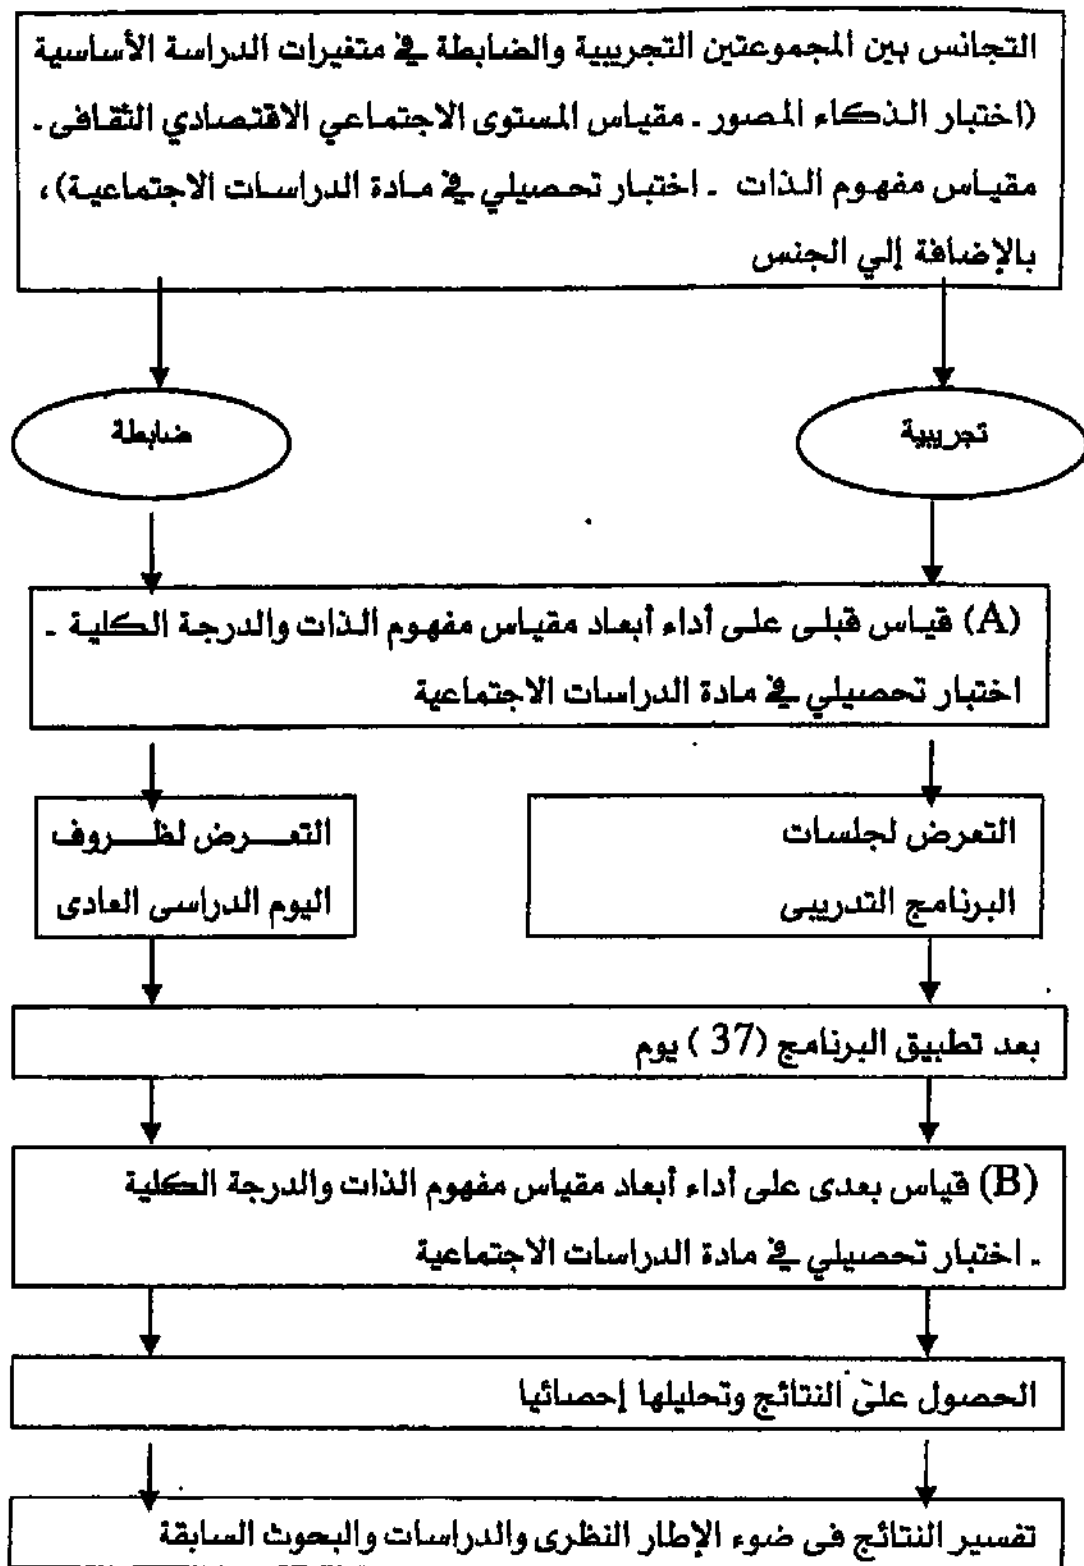 التجانس بين المجموعتين التجريبية والضابطة في متغيرات الدراسة الأساسية
(اختبار الذكاء المصور - مقياس المستوى الاجتماعي الاقتصادي الثقافى -
مقياس مفهوم الذات - اختبار تحصيلي في مادة الدراسات الاجتماعية)،
بالإضافة إلي الجنس
تجريبية
ضابطة
(A) قياس قبلى على أداء أبعاد مقياس مفهوم الذات والدرجة الكلية -
اختبار تحصيلي في مادة الدراسات الاجتماعية
التعرض لجلسات
البرنامج التدريبى
التعرض لظروف
اليوم الدراسى العادى
بعد تطبيق البرنامج (37 ) يوم
(B) قياس بعدى على أداء أبعاد مقياس مفهوم الذات والدرجة الكلية
- اختبار تحصيلي في مادة الدراسات الاجتماعية
الحصول على النتائج وتحليلها إحصائيا
تفسير النتائج فى ضوء الإطار النظرى والدراسات والبحوث السابقة